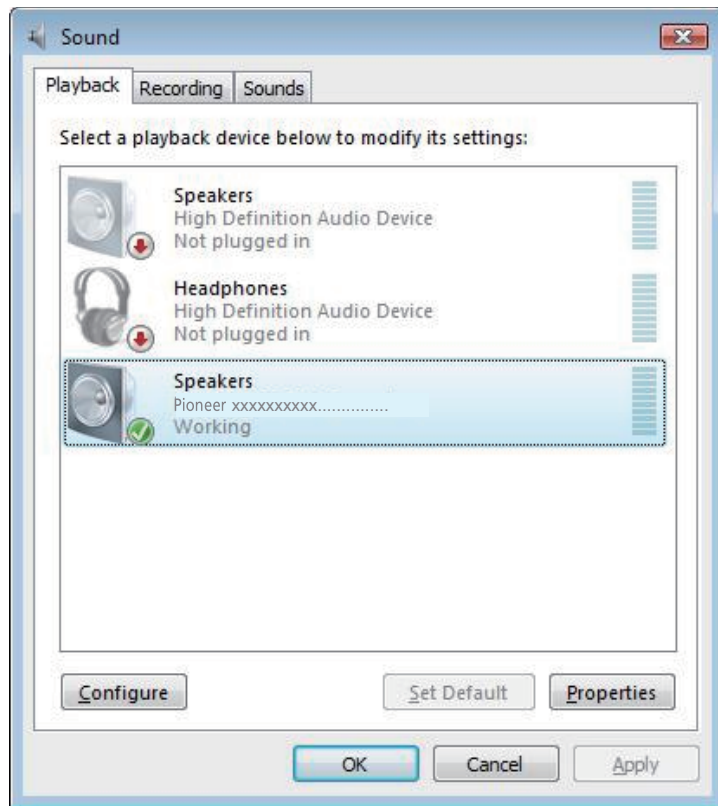 Sound
Playback Recording Sounds
Select a playback device below to modify its settings:
Speakers
High Definition Audio Device
Not plugged in
Headphones
High Definition Audio Device
Not plugged in
Speakers
Pioneer xxxxxxxxxx...............
Working
Configure Set Default Properties
OK Cancel Apply